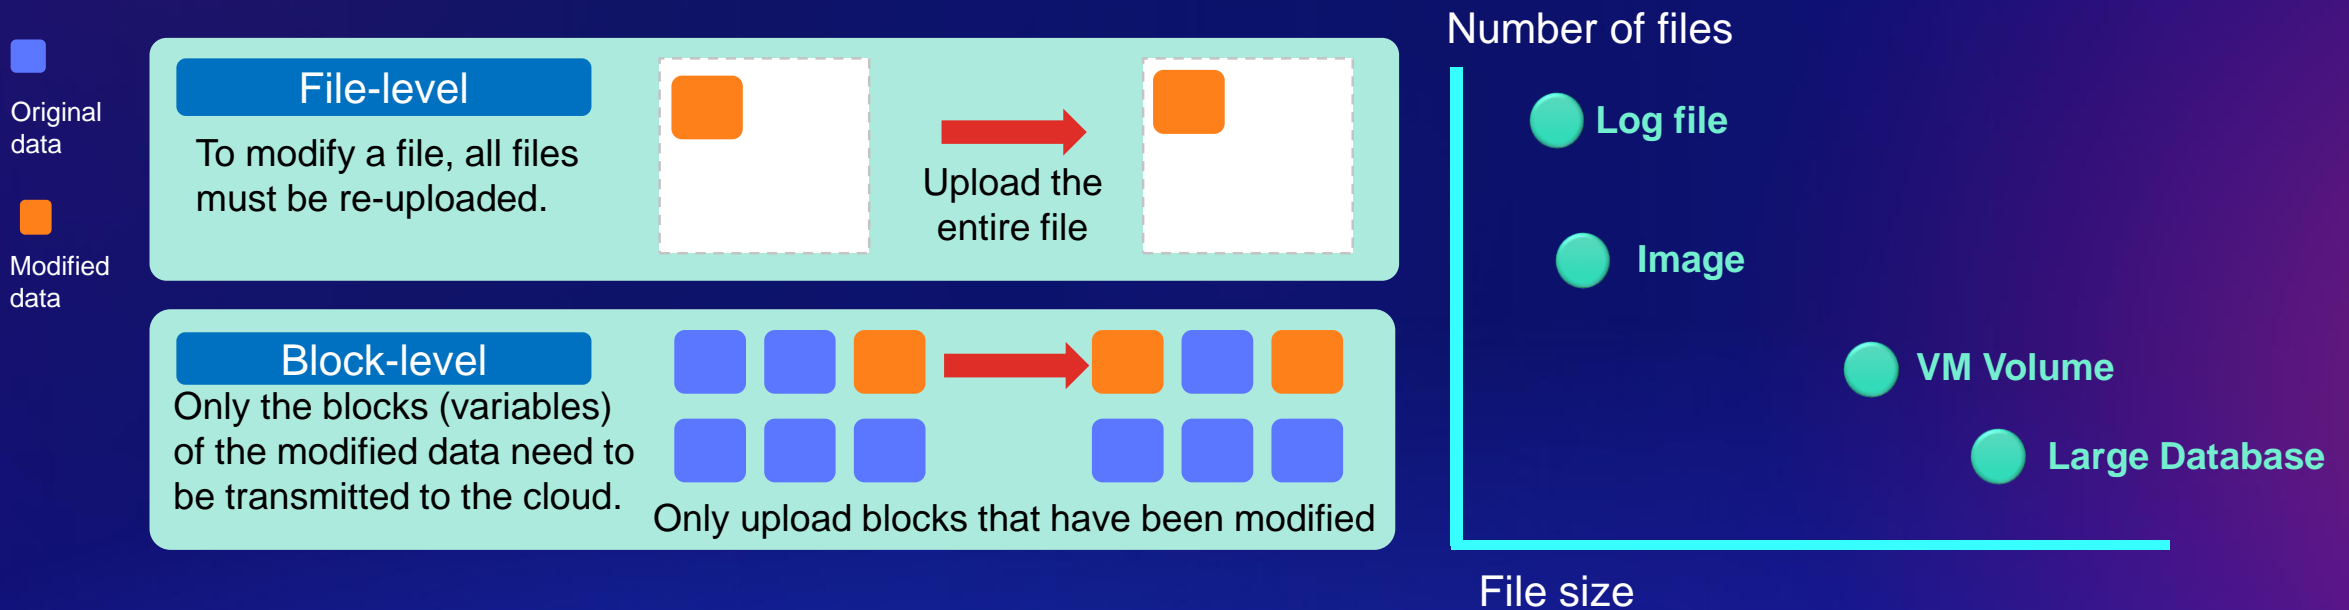 Original
data
Modified
data
File-level
To modify a file, all files
must be re-uploaded.
Upload the
entire file
Block-level
Only the blocks (variables)
of the modified data need to
be transmitted to the cloud.
Only upload blocks that have been modified
Number of files
Log file
Image
VM Volume
Large Database
File size